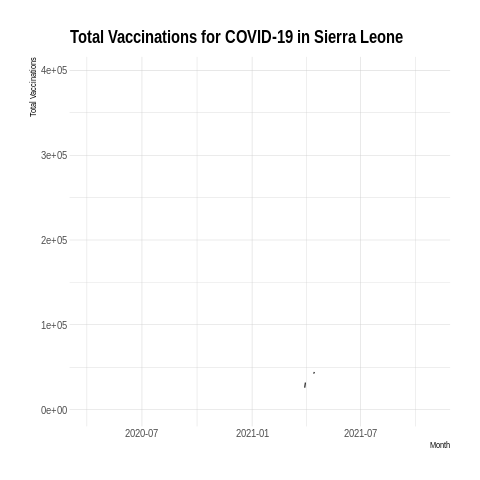 Total Vaccinations for COVID-19 in Sierra Leone
Total Vaccinations
4e+05
3e+05
2e+05
1e+05
0e+00
2020-07 2021-01 2021-07
Month